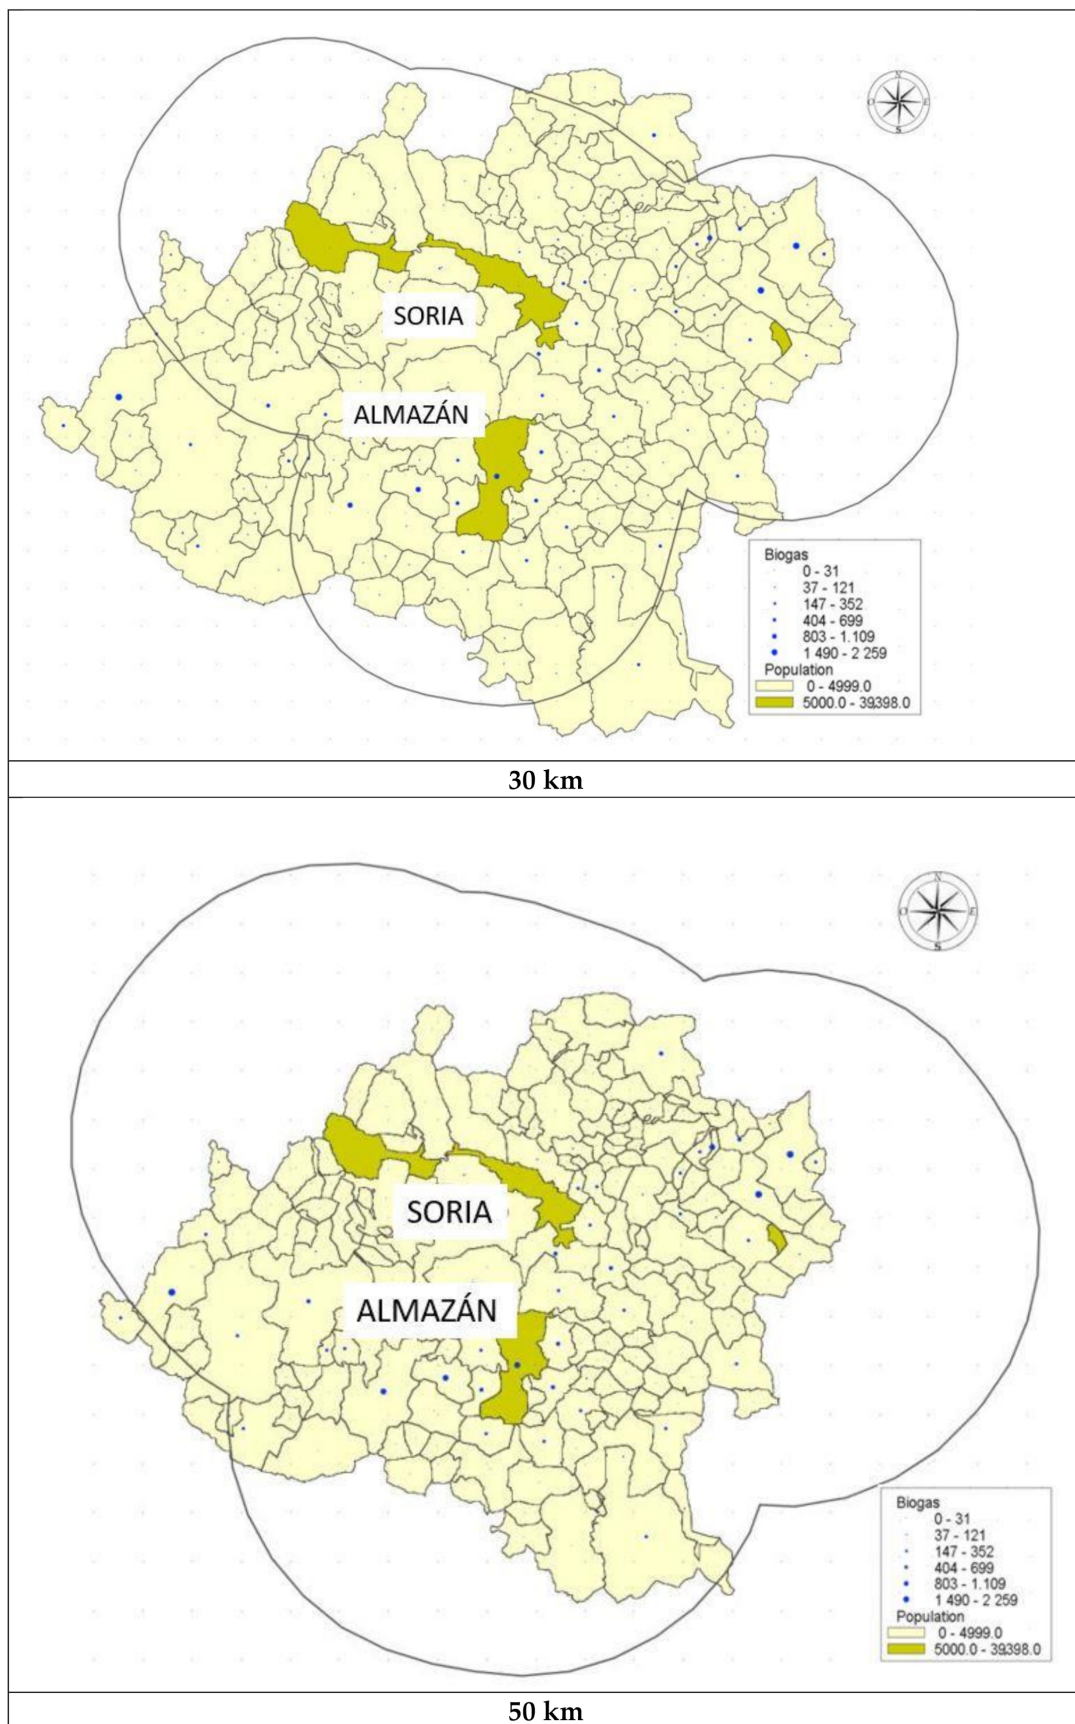 N
O
E
S
SORIA
ALMAZÁN
Biogas
0 - 31
37 - 121
147 - 352
404 - 699
803 - 1.109
1 490 - 2 259
Population
0 - 4999.0
5000.0 - 39398.0
30 km
N
O
E
S
SORIA
ALMAZÁN
Biogas
0 - 31
37 - 121
147 - 352
404 - 699
803 - 1.109
1 490 - 2 259
Population
0 - 4999.0
5000.0 - 39398.0
50 km